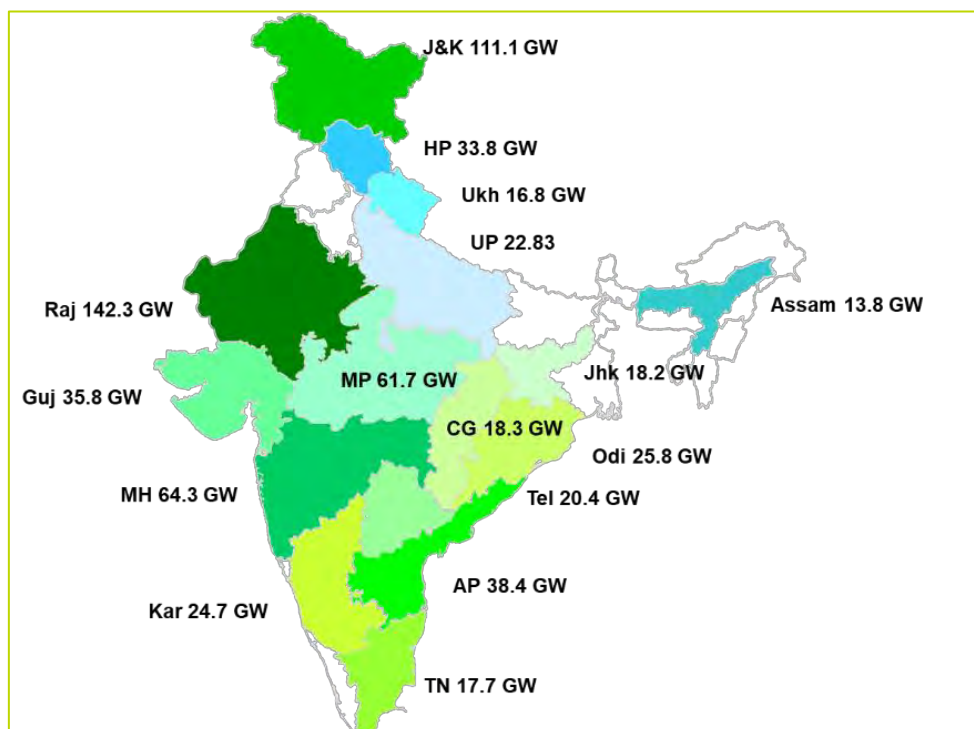 J&K 111.1 GW
HP 33.8 GW
Ukh 16.8 GW
UP 22.83
Raj 142.3 GW
Assam 13.8 GW
MP 61.7 GW
Jhk 18.2 GW
Guj 35.8 GW
CG 18.3 GW
Odi 25.8 GW
MH 64.3 GW
Tel 20.4 GW
AP 38.4 GW
Kar 24.7 GW
TN 17.7 GW